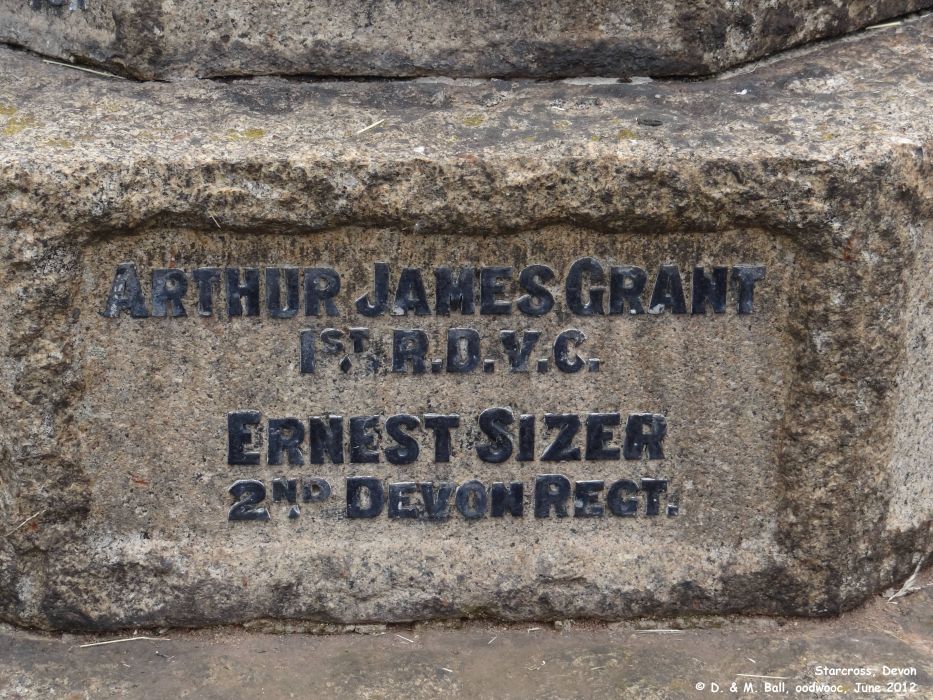 ARTHUR JAMES GRANT
1ST. R.D.V.C.
ERNEST SIZER
2ND. DEVON REGT.
Starcross, Devon
© D. & M. Ball, oodwooc, June 2012